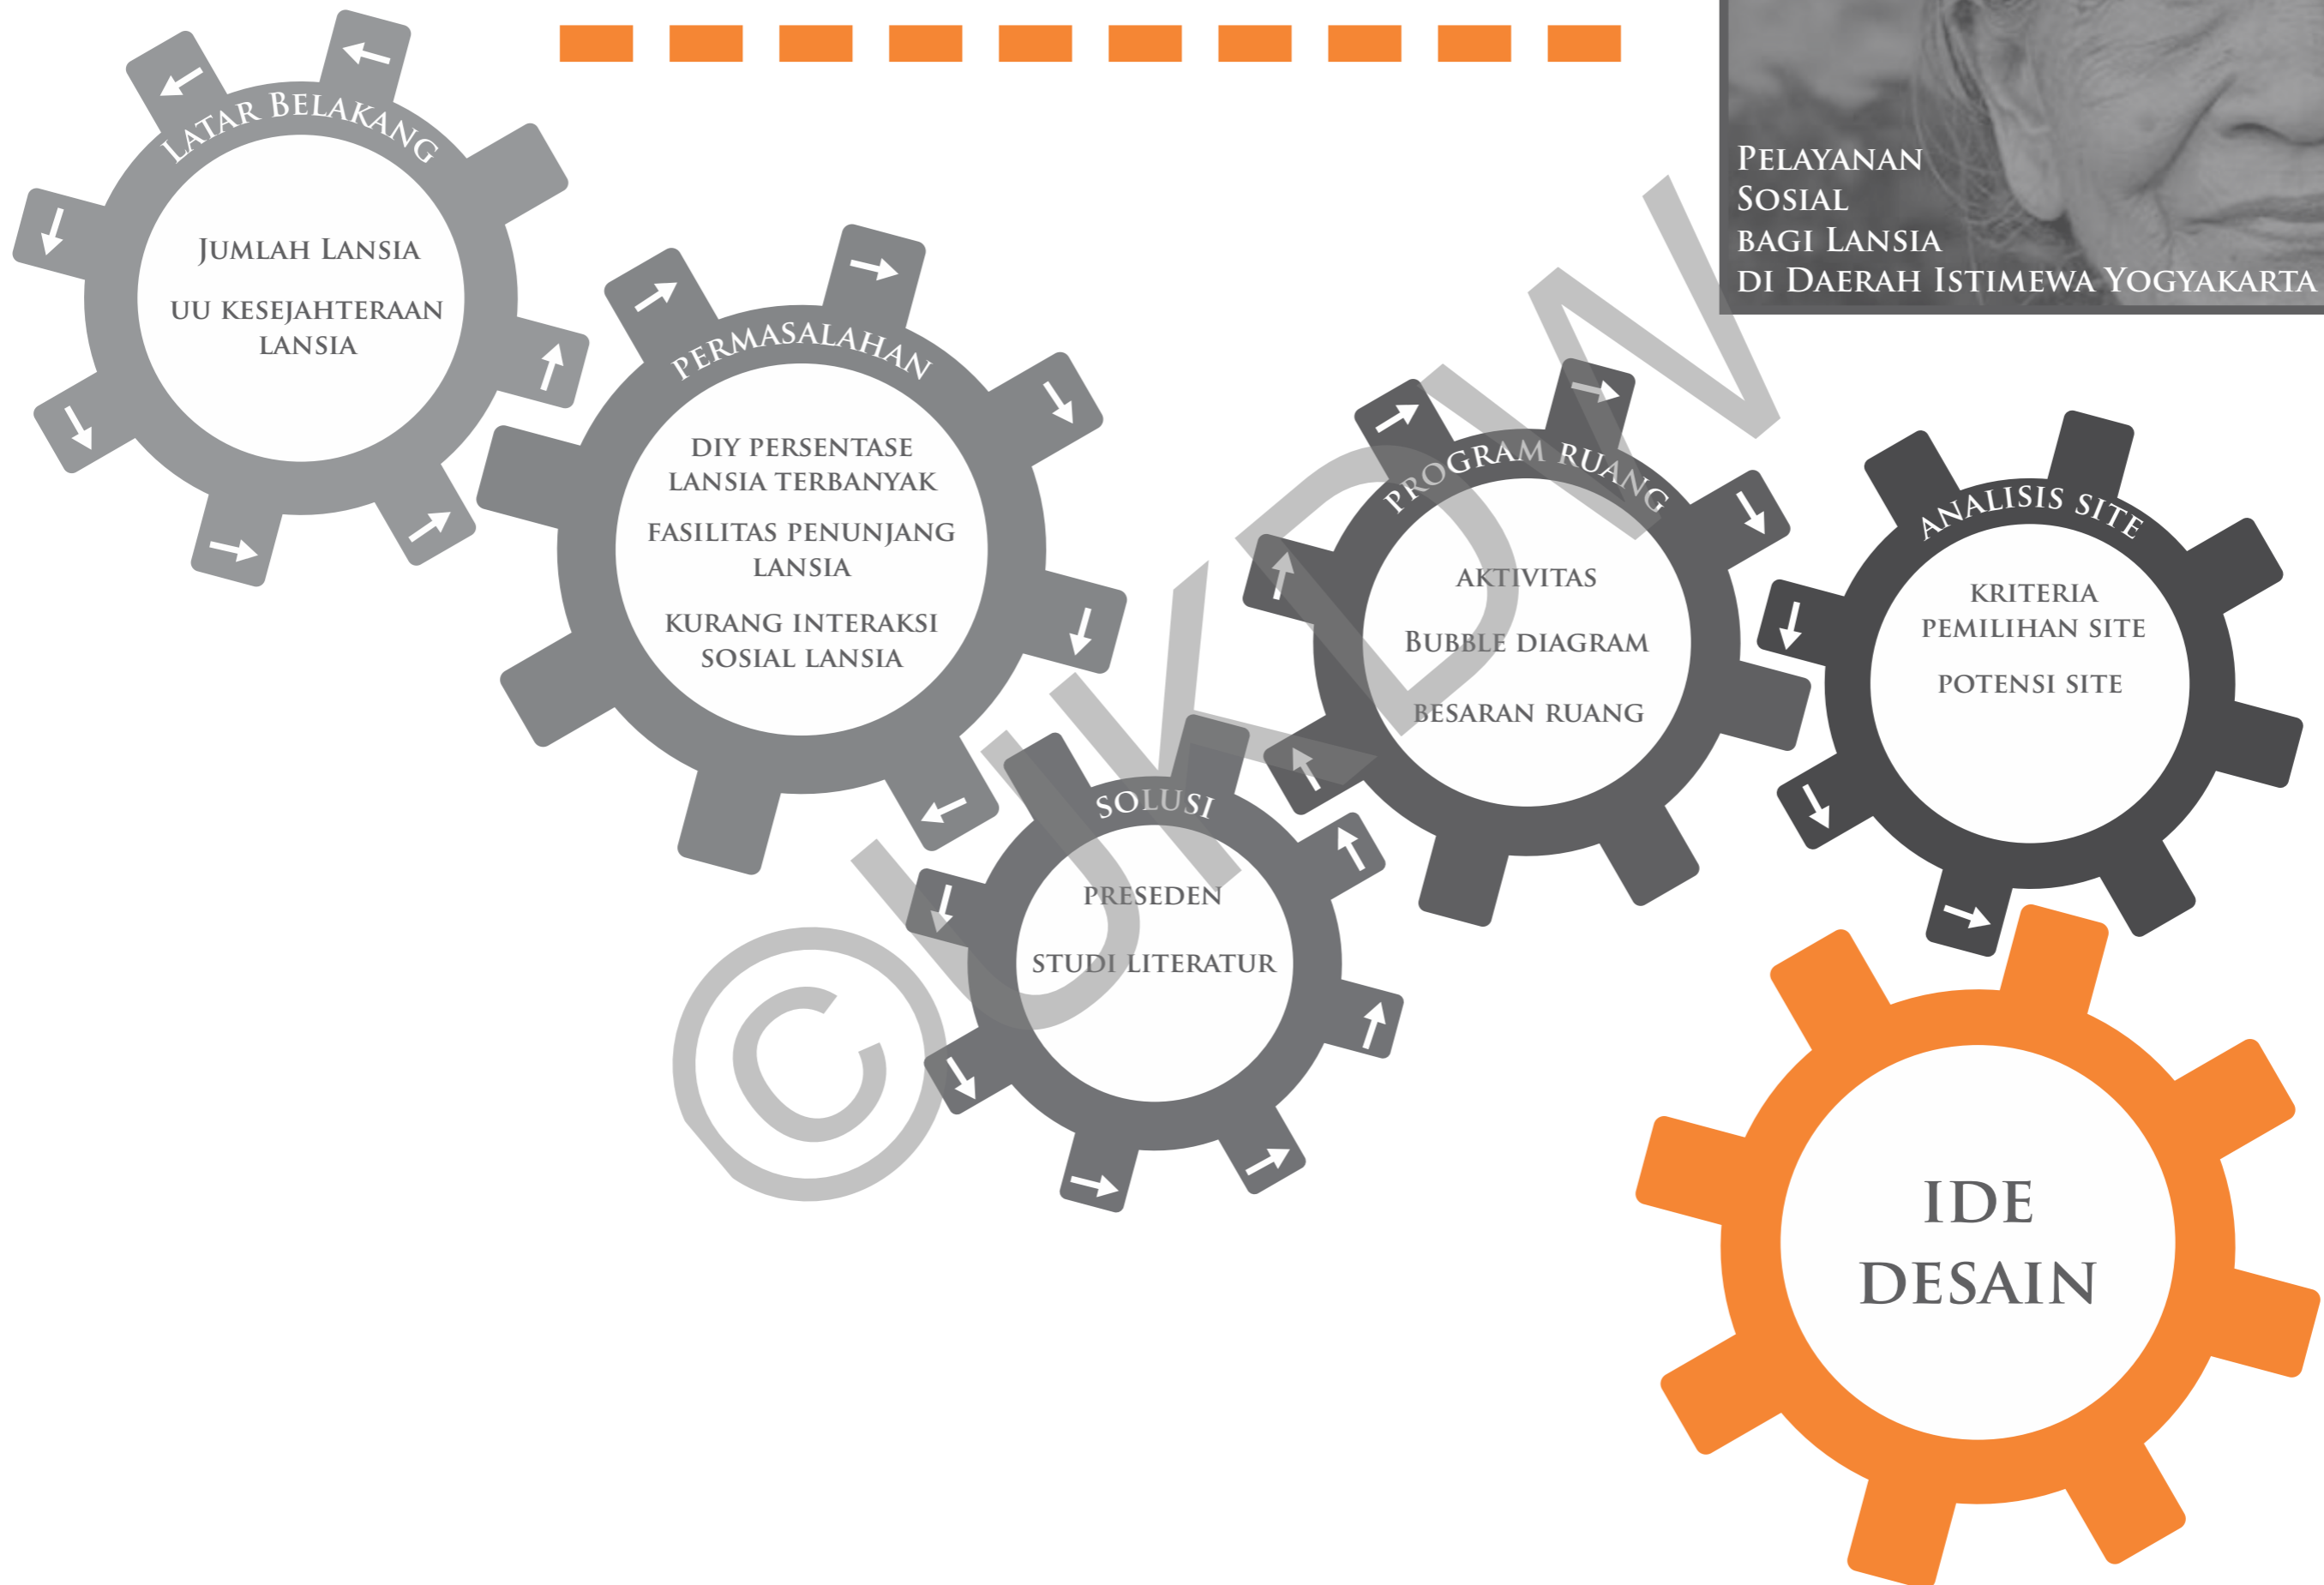 Latar Belakang
Jumlah Lansia
UU KESEJAHTERAAN
LANSIA
PERMASALAHAN
DIY PERSENTASE
LANSIA TERBANYAK
FASILITAS PENUNJANG
LANSIA
KURANG INTERAKSI
SOSIAL LANSIA
SOLUSI
PRESEDEN
STUDI LITERATUR
PROGRAM RUANG
AKTIVITAS
Bubble diagram
BESARAN RUANG
ANALISIS SITE
KRITERIA
PEMILIHAN SITE
POTENSI SITE
IDE
DESAIN
Pelayanan
Sosial
bagi Lansia
di Daerah Istimewa Yogyakarta
© UKDW